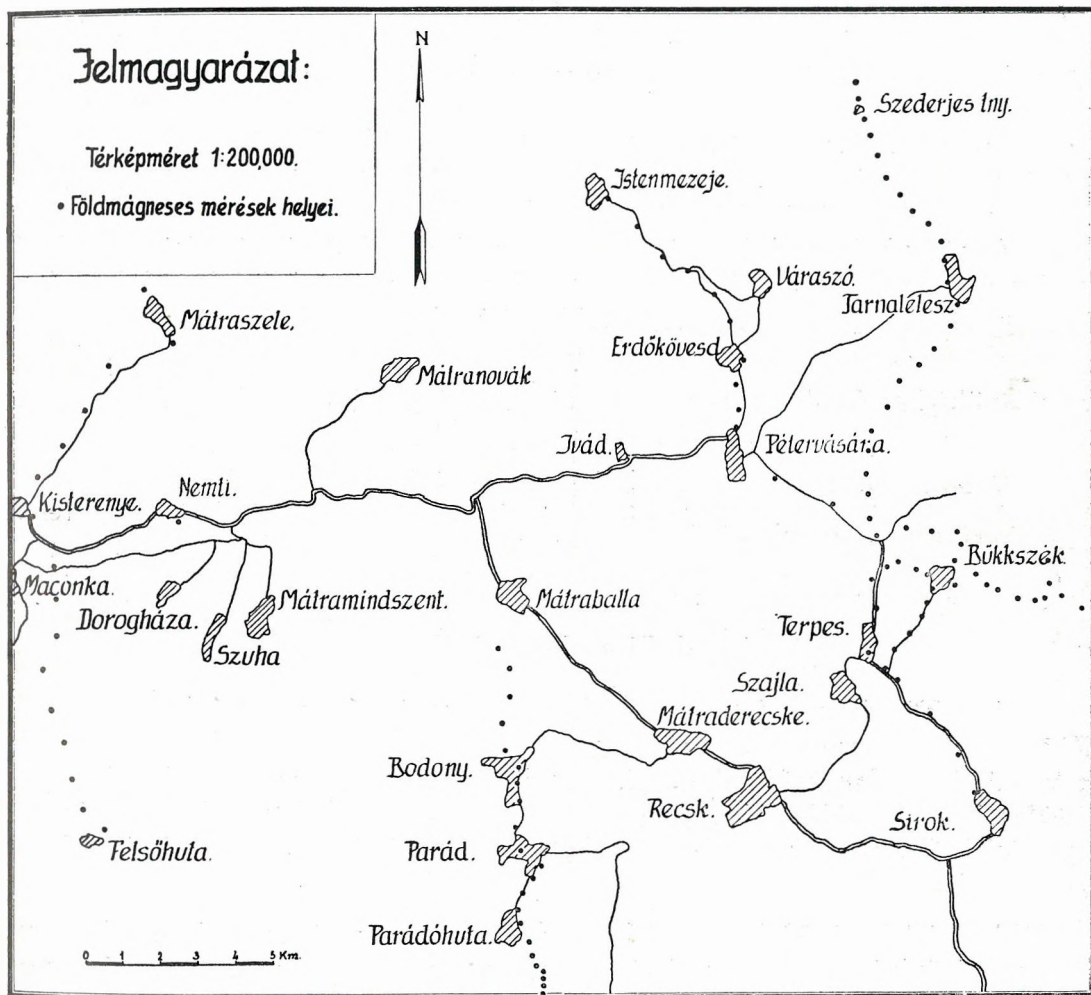 Jelmagyarázat:
Térképméret 1:200,000.
• Földmágneses mérések helyei.
N
Szederjes tny.
Istenmezeje.
Váraszó.
Tarnalélesz
Mátraszele.
Erdőkövesd
Mátranovák
Ivád.
Pétervására.
Kisterenye.
Nemti.
Bükkszék.
Maconka.
Dorogháza.
Mátramindszent.
Mátraballa
Szuha
Terpes.
Szajla.
Mátraderecske.
Bodony.
Recsk.
Sirok.
Felsőhuta.
Parád.
Parádóhuta.
0 1 2 3 4 5 Km.